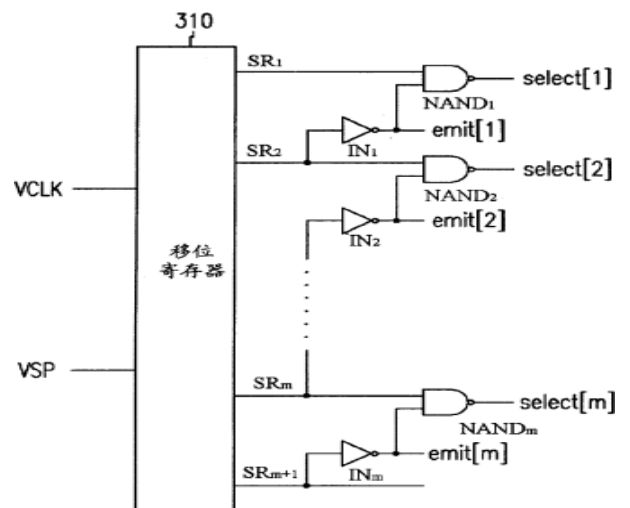 310
SR1
select[1]
NAND1
emit[1]
IN1
SR2
select[2]
VCLK
NAND2
emit[2]
IN2
移位
寄存器
VSP
SRm
select[m]
NANDm
emit[m]
SRm+1
INm